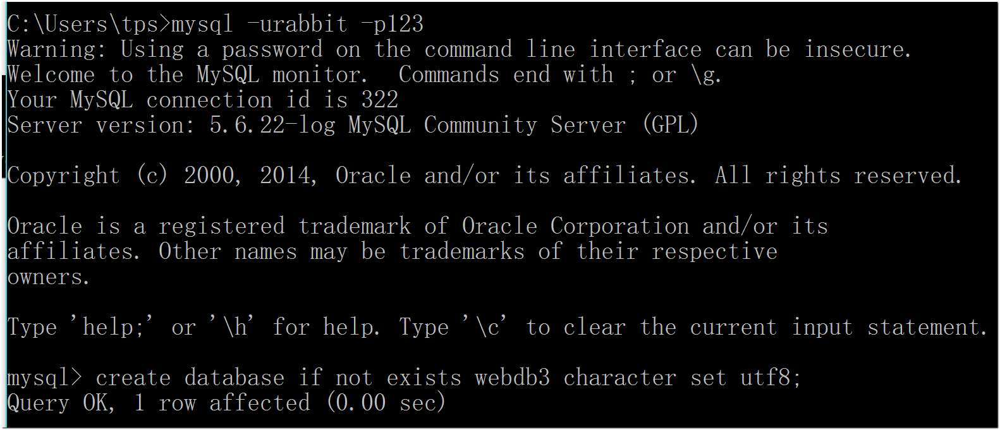 C:\Users\tps>mysql -urabbit -p123
Warning: Using a password on the command line interface can be insecure.
Welcome to the MySQL monitor.  Commands end with ; or \g.
Your MySQL connection id is 322
Server version: 5.6.22-log MySQL Community Server (GPL)
Copyright (c) 2000, 2014, Oracle and/or its affiliates. All rights reserved.
Oracle is a registered trademark of Oracle Corporation and/or its
affiliates. Other names may be trademarks of their respective
owners.
Type 'help;' or '\h' for help. Type '\c' to clear the current input statement.
mysql> create database if not exists webdb3 character set utf8;
Query OK, 1 row affected (0.00 sec)